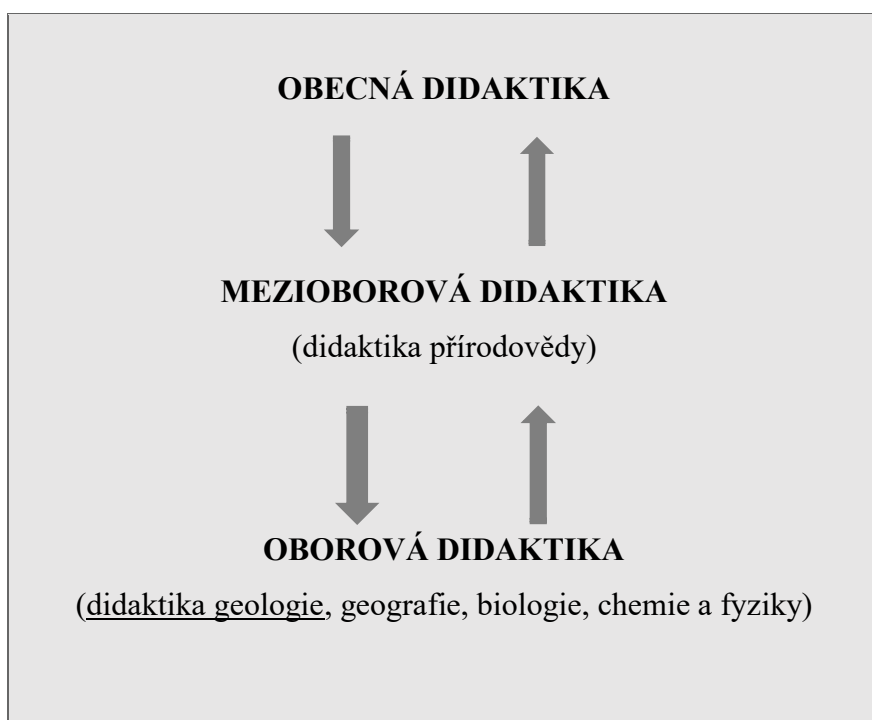 OBECNÁ DIDAKTIKA
MEZIOBOROVÁ DIDAKTIKA
(didaktika přírodovědy)
OBOROVÁ DIDAKTIKA
(didaktika geologie, geografie, biologie, chemie a fyziky)